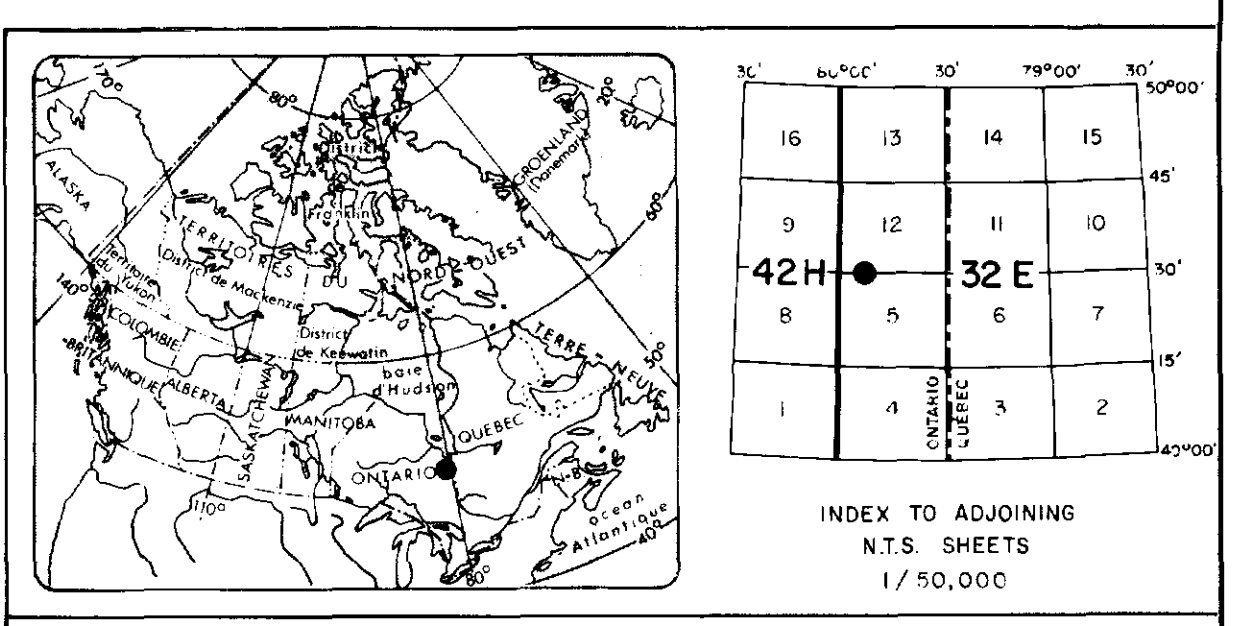 170°
80°
20°
District
Franklin
GROENLAND
(Danemark)
ALASKA
60°
TERRITOIRES
DU
NORD-OUEST
Territoire
du Yukon
District de Mackenzie
140°
COLOMBIE
-BRITANNIQUE
District
de Keewatin
TERRE-NEUVE
50°
baie
d'Hudson
ALBERTA
SASKATCHEWAN
MANITOBA
QUEBEC
ONTARIO
N-B
110°
ocean
Atlantique
40°
80°
30' 80°00' 30' 79°00' 30'
50°00'
16 13 14 15
45'
9 12 11 10
42H 32 E 30'
8 5 6 7
15'
1 4 3 2
ONTARIO
QUEBEC
INDEX TO ADJOINING
N.T.S. SHEETS
1/50,000